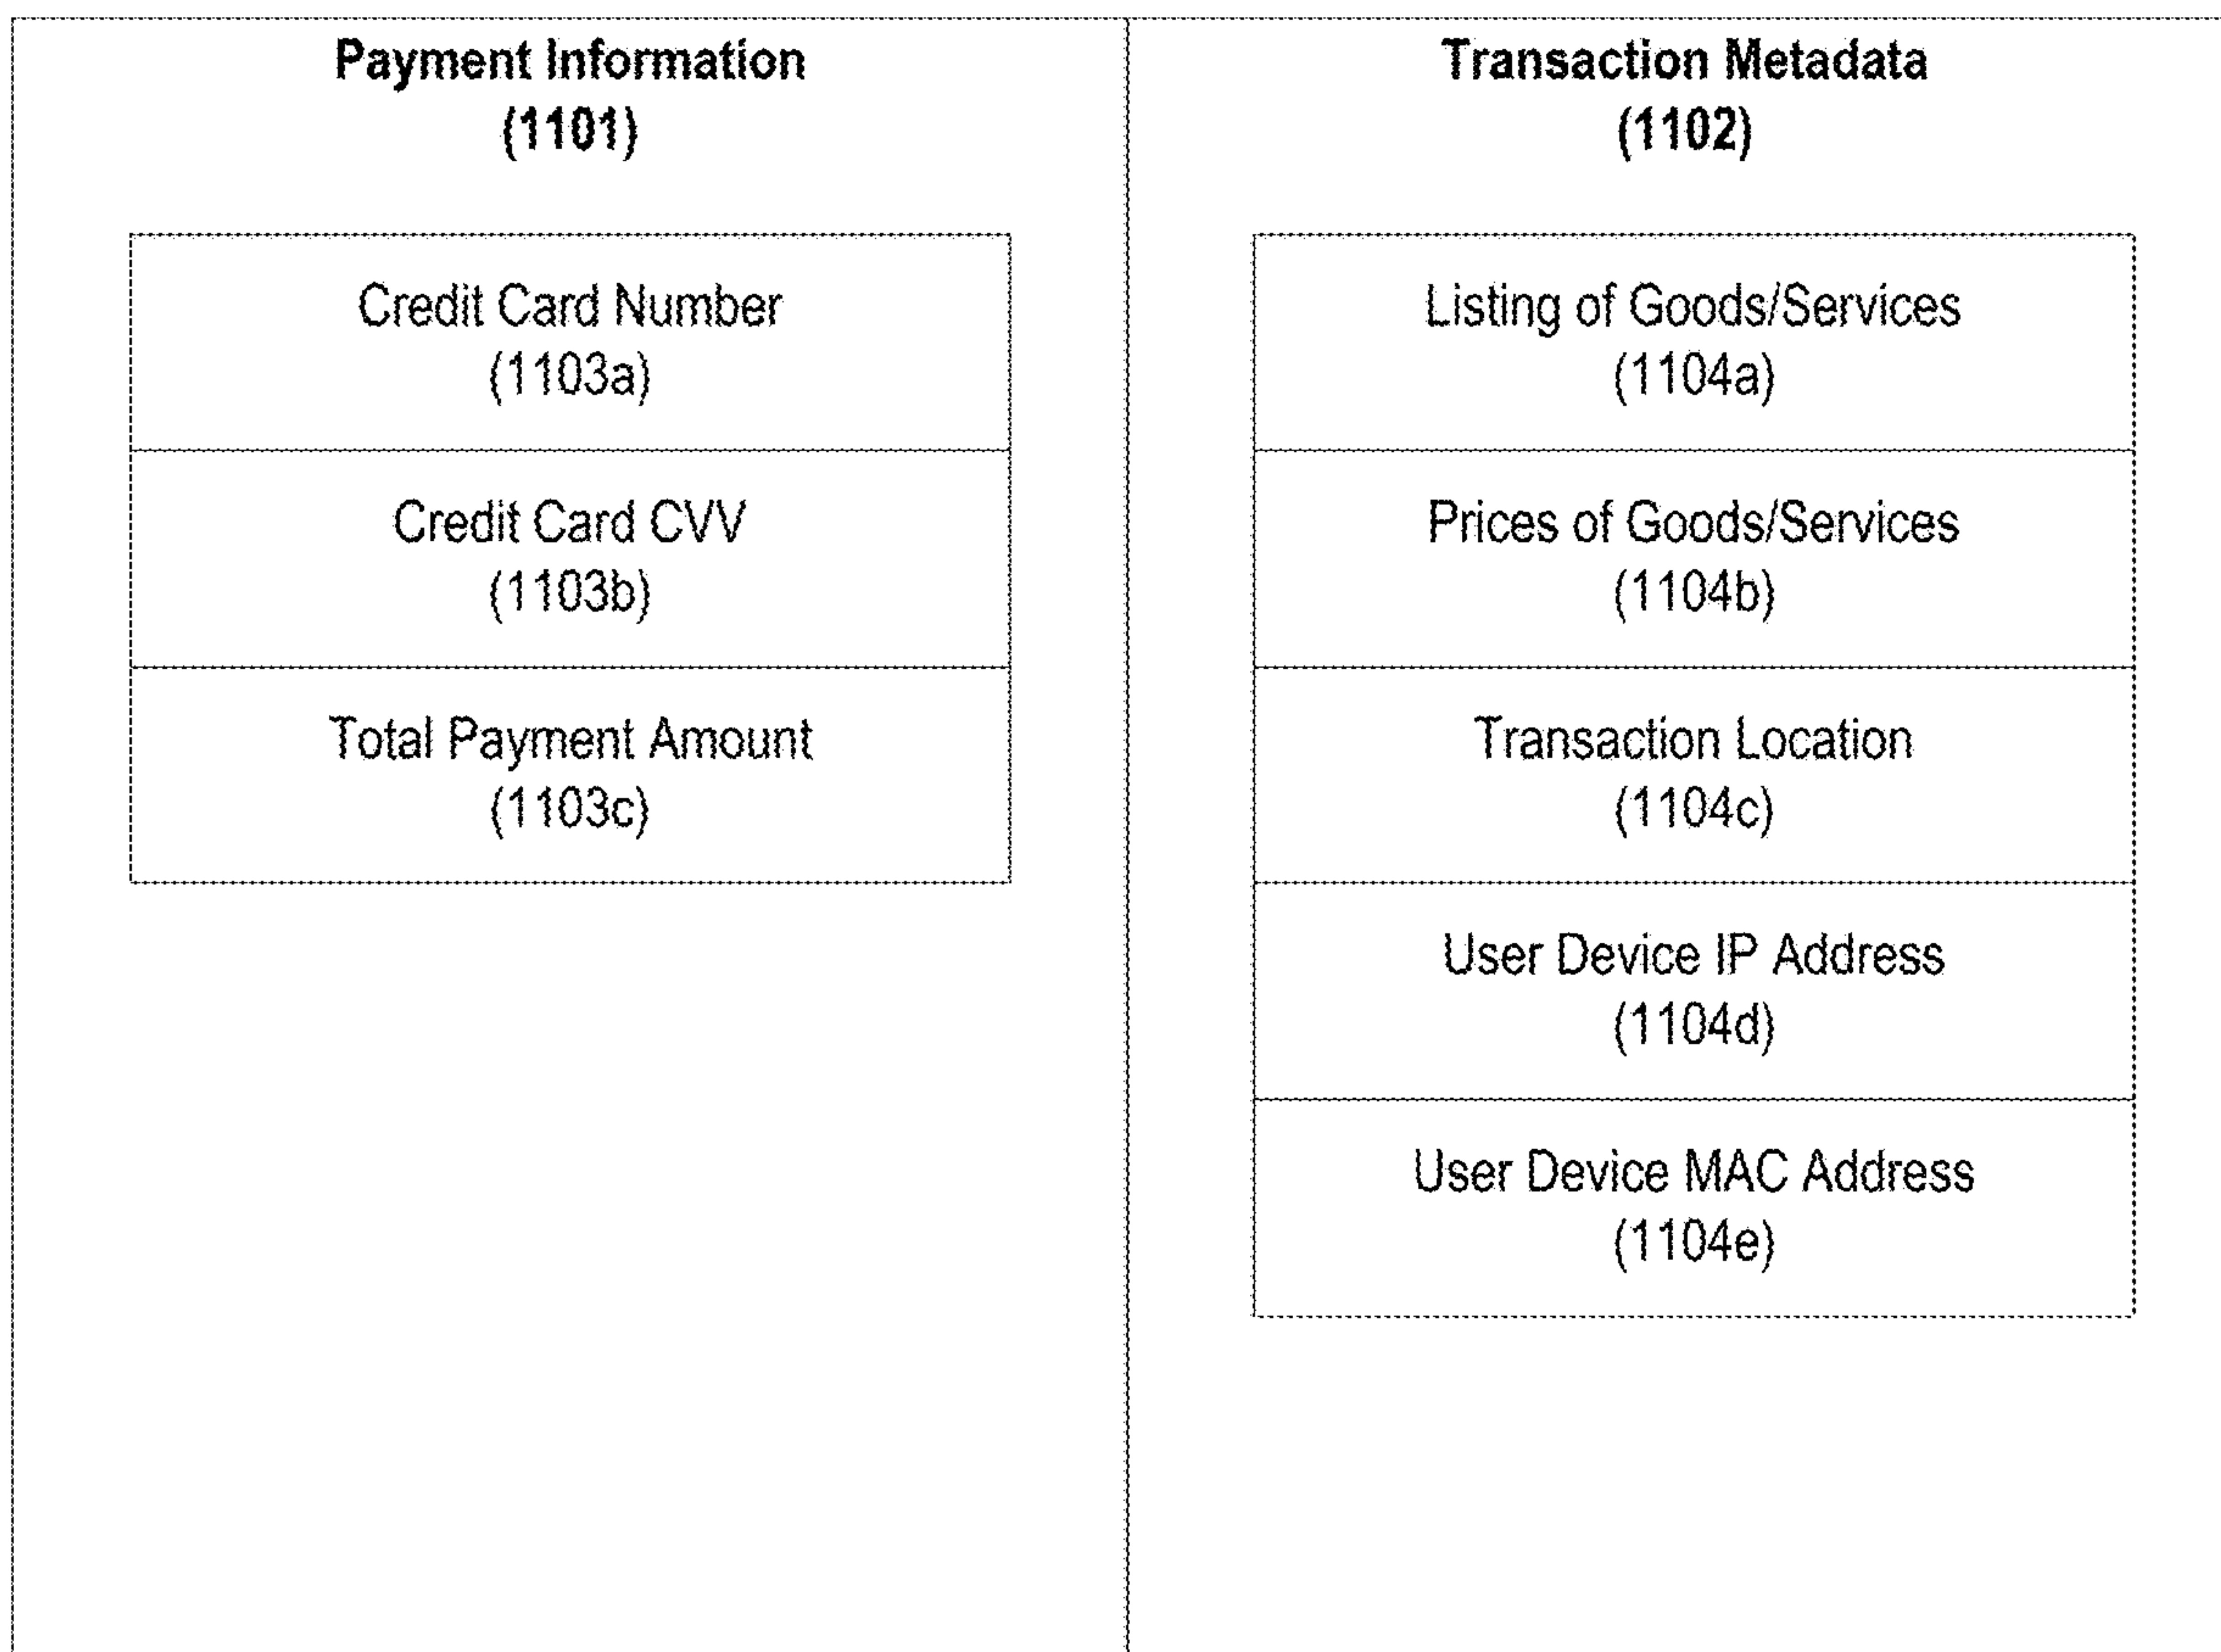 Payment Information
(1101)
Credit Card Number
(1103a)
Credit Card CVV
(1103b)
Total Payment Amount
(1103c)
Transaction Metadata
(1102)
Listing of Goods/Services
(1104a)
Prices of Goods/Services
(1104b)
Transaction Location
(1104c)
User Device IP Address
(1104d)
User Device MAC Address
(1104e)